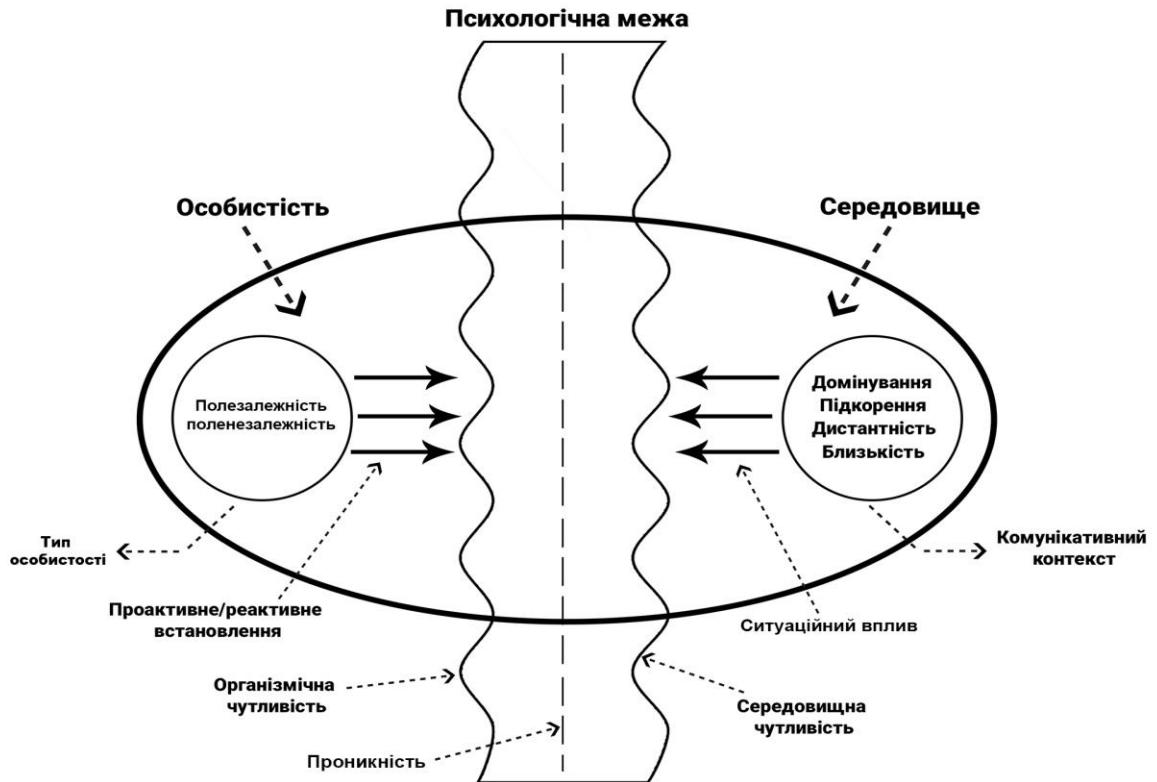 Психологічна межа
Особистість
Середовище
Полезалежність
поленезалежність
Домінування
Підкорення
Дистантність
Близькість
Тип
особистості
Комунікативний
контекст
Проактивне/реактивне
встановлення
Ситуаційний вплив
Організмічна
чутливість
Середовищна
чутливість
Проникність